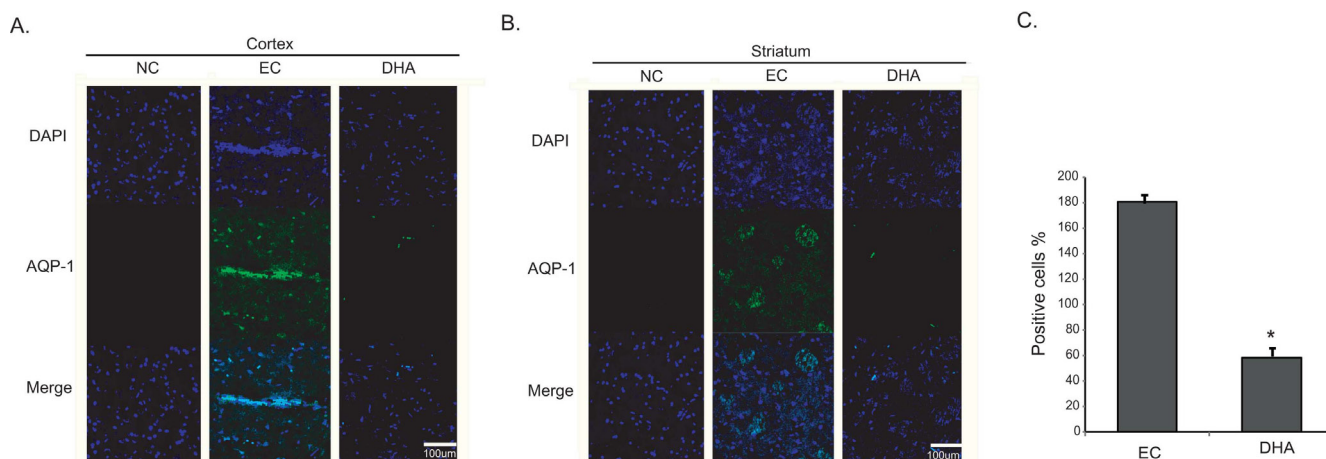 A.
Cortex
NC EC DHA
DAPI
AQP-1
Merge
100um
B.
Striatum
NC EC DHA
DAPI
AQP-1
Merge
100um
C.
Positive cells %
200
180
160
140
120
100
80
60
40
20
0
*
EC DHA